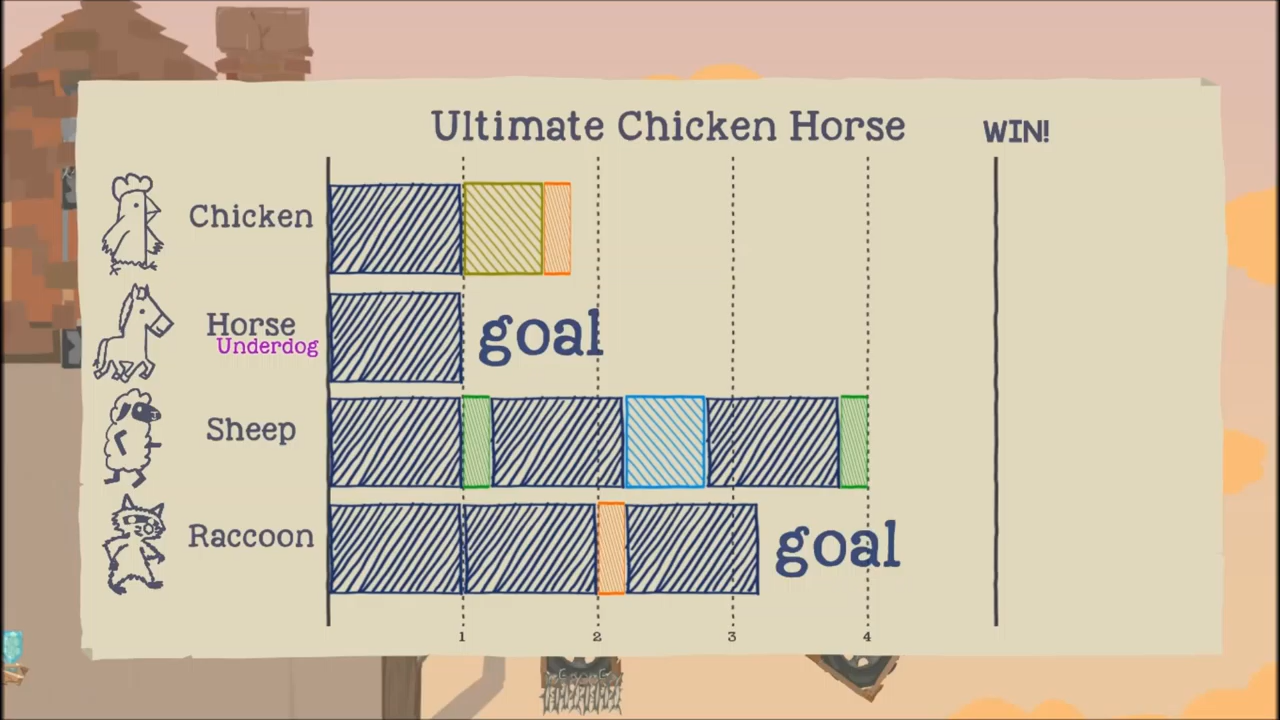 Ultimate Chicken Horse
WIN!
Chicken
Horse
goal
Underdog
Sheep
Raccoon
goal
1 2 3 4